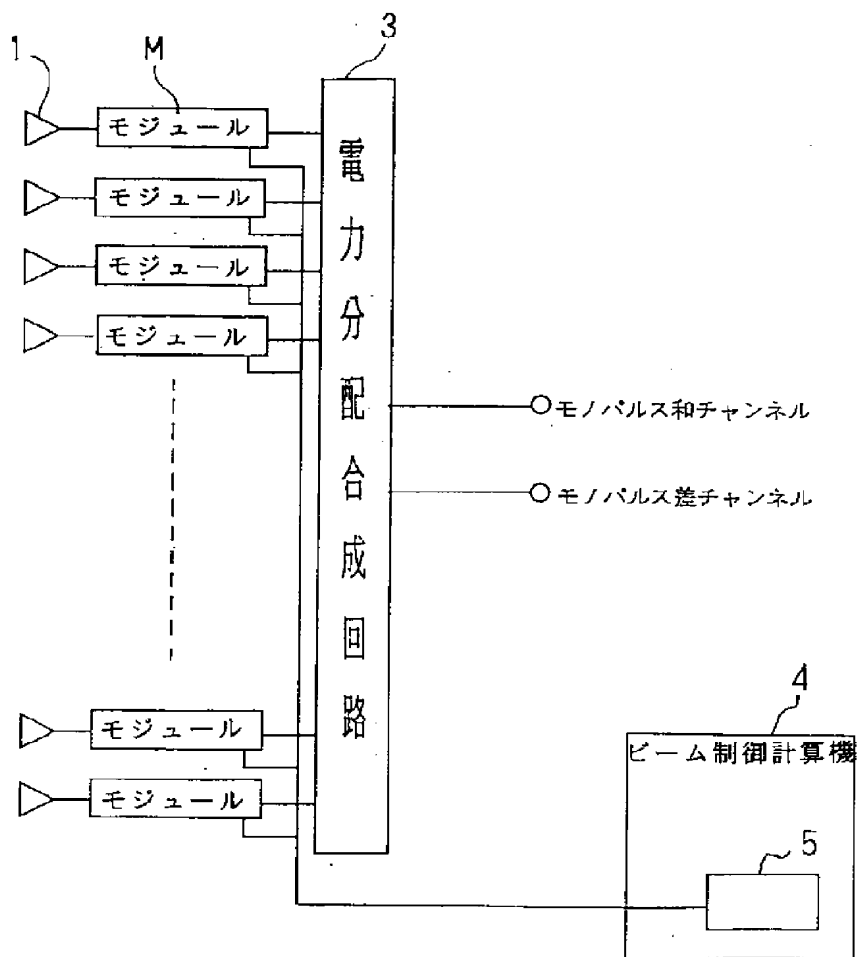 1
M
3
モジュール
モジュール
モジュール
モジュール
電力分配合成回路
モノパルス和チャンネル
モノパルス差チャンネル
モジュール
モジュール
4
ビーム制御計算機
5